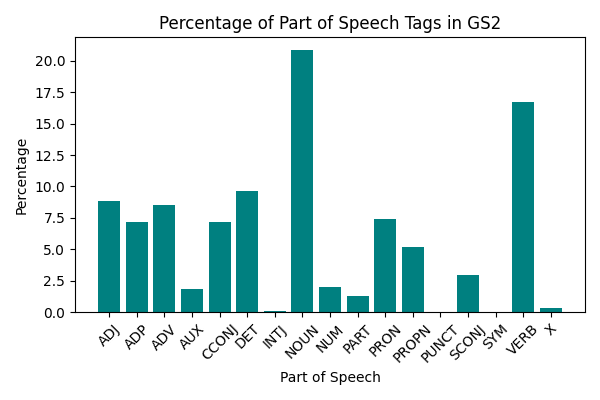 Percentage of Part of Speech Tags in GS2
Percentage
20.0
17.5
15.0
12.5
10.0
7.5
5.0
2.5
0.0
ADJ
ADP
ADV
AUX
CCONJ
DET
INTJ
NOUN
NUM
PART
PRON
PROPN
PUNCT
SCONJ
SYM
VERB
X
Part of Speech